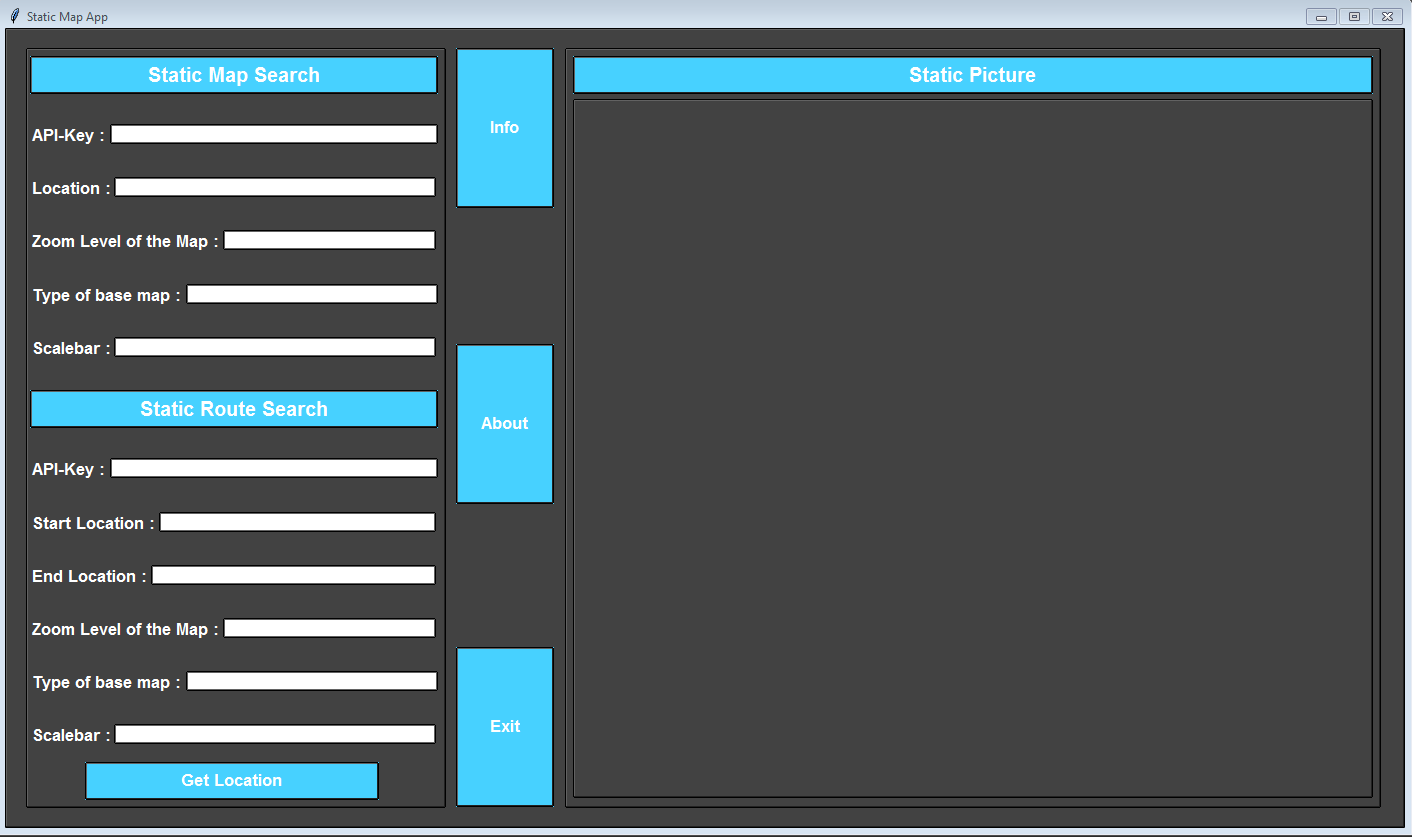 Static Map App
Static Map Search
API-Key :
Location :
Zoom Level of the Map :
Type of base map :
Scalebar :
Static Route Search
API-Key :
Start Location :
End Location :
Zoom Level of the Map :
Type of base map :
Scalebar :
Get Location
Info
About
Exit
Static Picture